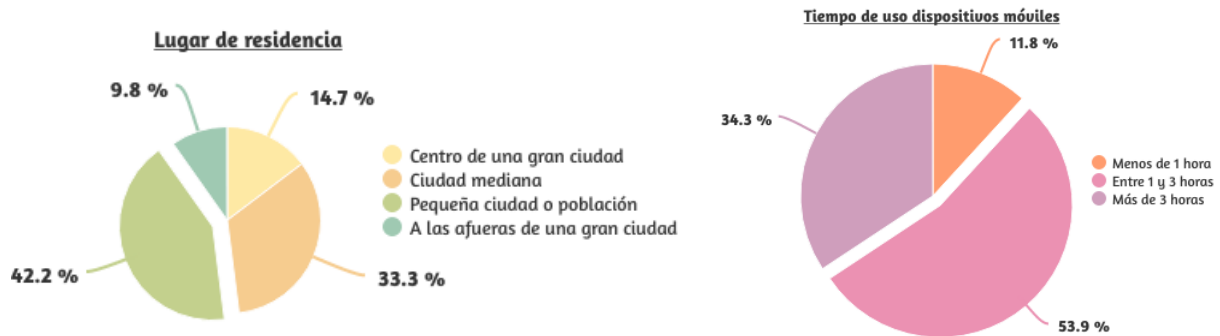 Lugar de residencia
9.8 %
14.7 %
Centro de una gran ciudad
Ciudad mediana
Pequeña ciudad o población
A las afueras de una gran ciudad
42.2 %
33.3 %
Tiempo de uso dispositivos móviles
11.8 %
34.3 %
Menos de 1 hora
Entre 1 y 3 horas
Más de 3 horas
53.9 %